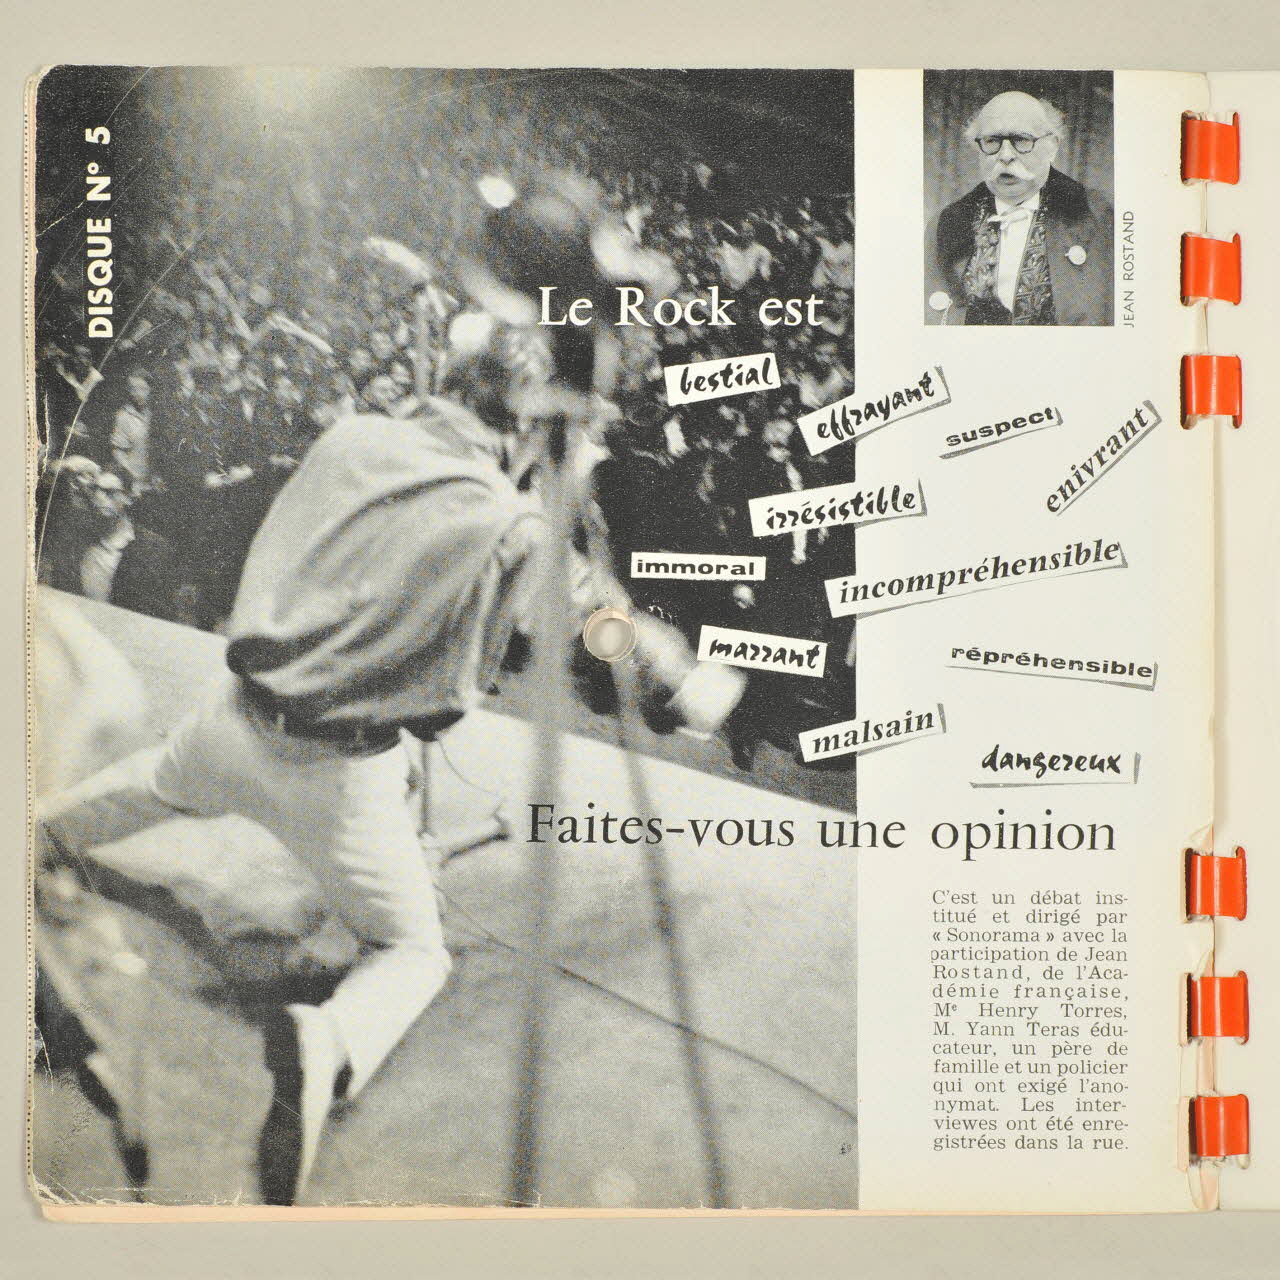 DISQUE N° 5
JEAN ROSTAND
Le Rock est
bestial
effrayant
suspect
enivrant
irrésistible
immoral
incompréhensible
marrant
répréhensible
malsain
dangereux
Faites-vous une opinion
C'est un débat ins-
titué et dirigé par
« Sonorama » avec la
participation de Jean
Rostand, de l'Aca-
démie française,
Me Henry Torres,
M. Yann Teras édu-
cateur, un père de
famille et un policier
qui ont exigé l'ano-
nymat. Les inter-
viewes ont été enre-
gistrées dans la rue.